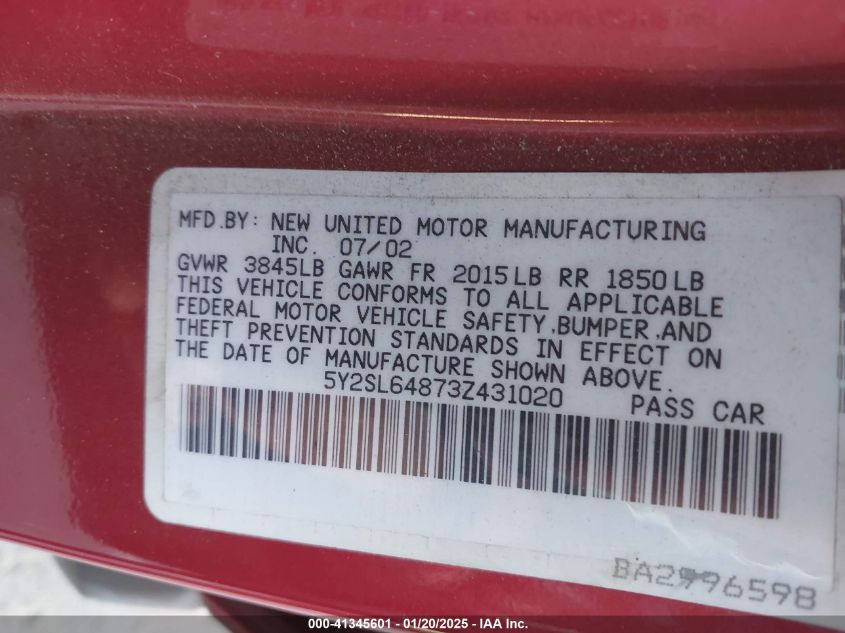 MFD.BY: NEW UNITED MOTOR MANUFACTURING
INC. 07/02
GVWR 3845LB GAWR FR 2015LB RR 1850LB
THIS VEHICLE CONFORMS TO ALL APPLICABLE
FEDERAL MOTOR VEHICLE SAFETY,BUMPER,AND
THEFT PREVENTION STANDARDS IN EFFECT ON
THE DATE OF MANUFACTURE SHOWN ABOVE.
5Y2SL64873Z431020 PASS CAR
000-41345601 / 01/20/2025 - IAA Inc.